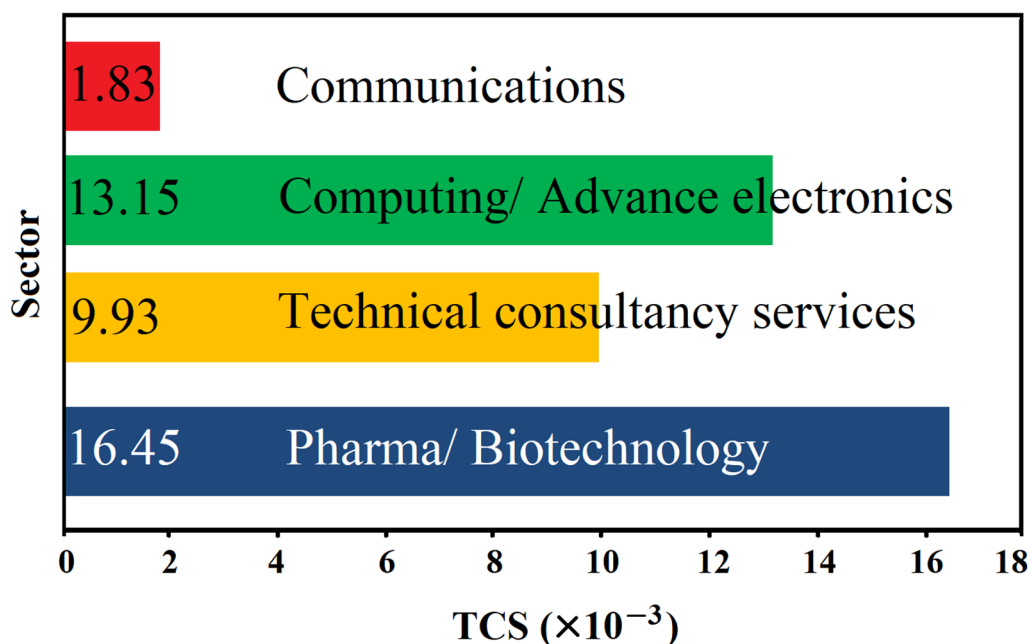 1.83 Communications
13.15 Computing/ Advance electronics
9.93 Technical consultancy services
16.45 Pharma/ Biotechnology
Sector
0 2 4 6 8 10 12 14 16 18
TCS (×10⁻³)